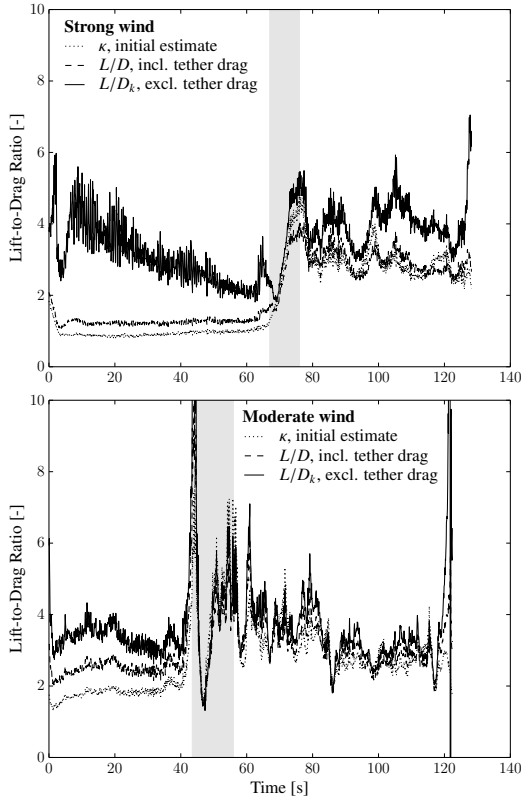 10
8
6
4
2
0
Lift-to-Drag Ratio [-]
Strong wind
κ, initial estimate
L/D, incl. tether drag
L/D_k, excl. tether drag
0 20 40 60 80 100 120 140
10
8
6
4
2
0
Lift-to-Drag Ratio [-]
Moderate wind
κ, initial estimate
L/D, incl. tether drag
L/D_k, excl. tether drag
0 20 40 60 80 100 120 140
Time [s]